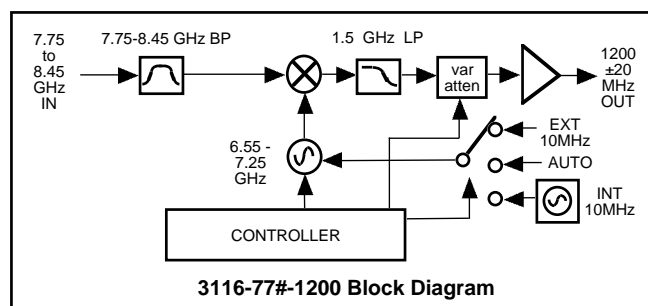 7.75
to
8.45
GHz
IN
7.75-8.45 GHz BP
1.5 GHz LP
var
atten
1200
±20
MHz
OUT
6.55 -
7.25
GHz
EXT
10MHz
AUTO
INT
10MHz
CONTROLLER
3116-77#-1200 Block Diagram